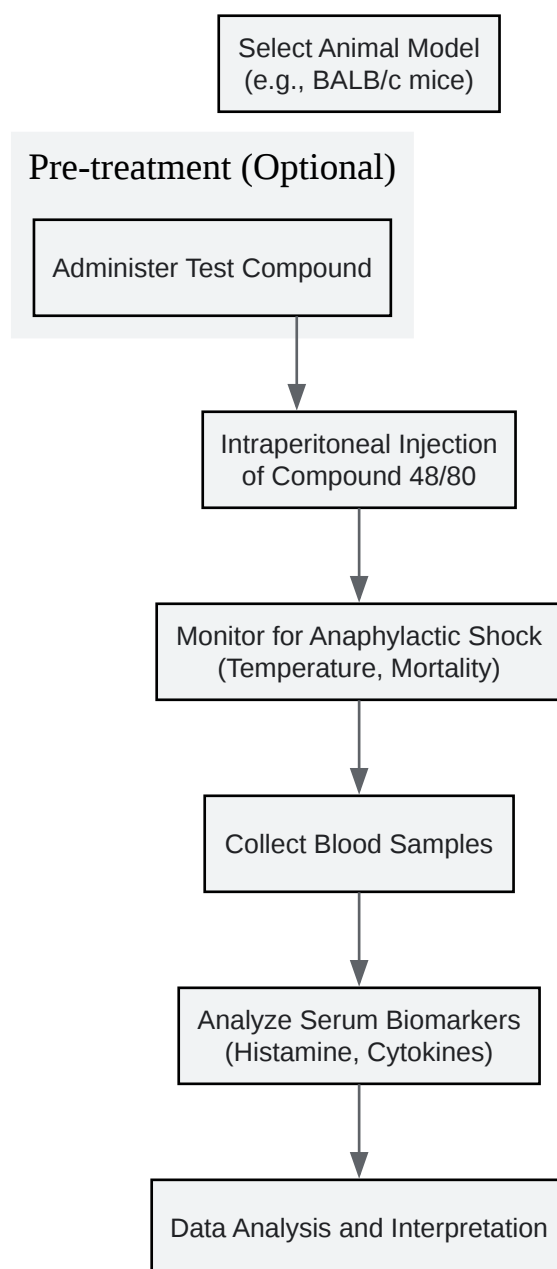 Select Animal Model
(e.g., BALB/c mice)
Pre-treatment (Optional)
Administer Test Compound
Intraperitoneal Injection
of Compound 48/80
Monitor for Anaphylactic Shock
(Temperature, Mortality)
Collect Blood Samples
Analyze Serum Biomarkers
(Histamine, Cytokines)
Data Analysis and Interpretation